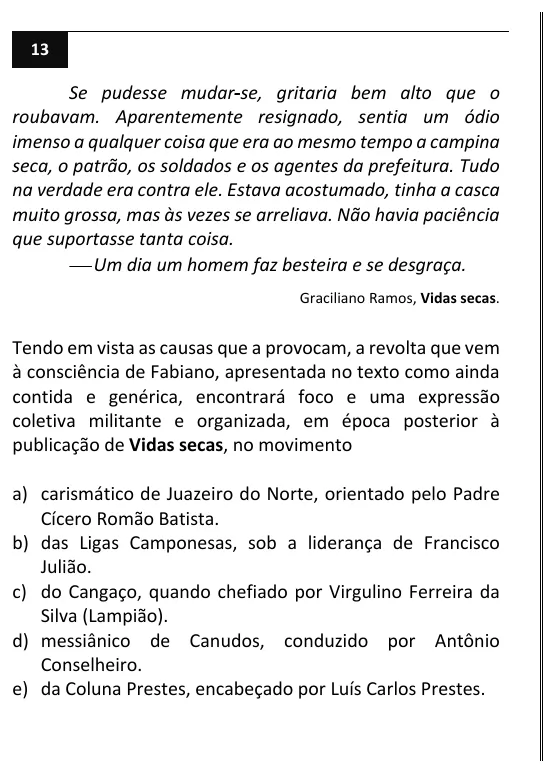 13
Se pudesse mudar-se, gritaria bem alto que o
roubavam. Aparentemente resignado, sentia um ódio
imenso a qualquer coisa que era ao mesmo tempo a campina
seca, o patrão, os soldados e os agentes da prefeitura. Tudo
na verdade era contra ele. Estava acostumado, tinha a casca
muito grossa, mas às vezes se arreliava. Não havia paciência
que suportasse tanta coisa.
—Um dia um homem faz besteira e se desgraça.
Graciliano Ramos, Vidas secas.
Tendo em vista as causas que a provocam, a revolta que vem
à consciência de Fabiano, apresentada no texto como ainda
contida e genérica, encontrará foco e uma expressão
coletiva militante e organizada, em época posterior à
publicação de Vidas secas, no movimento
a) carismático de Juazeiro do Norte, orientado pelo Padre
Cícero Romão Batista.
b) das Ligas Camponesas, sob a liderança de Francisco
Julião.
c) do Cangaço, quando chefiado por Virgulino Ferreira da
Silva (Lampião).
d) messiânico de Canudos, conduzido por Antônio
Conselheiro.
e) da Coluna Prestes, encabeçado por Luís Carlos Prestes.